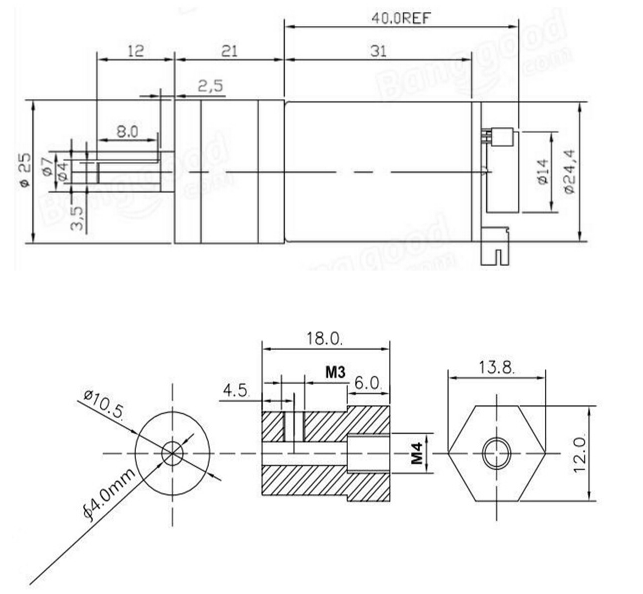 40.0REF
12
21
31
2,5
8.0
ø25
ø7
ø4
3,5
ø14
ø24,4
Banggood
.com
Banggood
.com
Banggood
.com
18.0.
M3
13.8.
4.5.
6.0.
ø10.5.
M4
12.0.
ϕ4.0mm